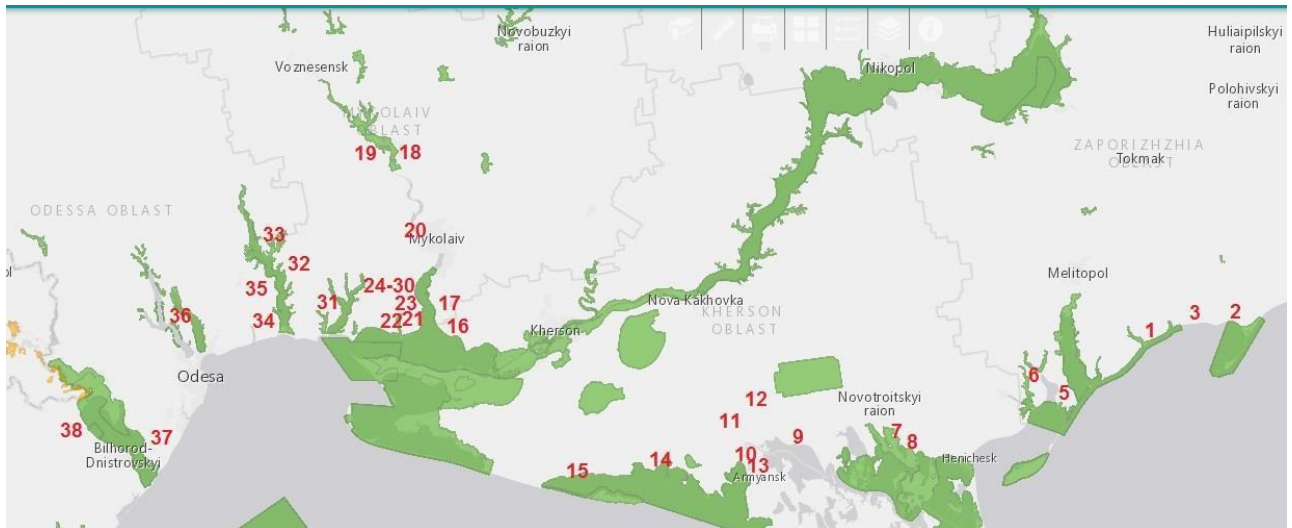 Novobuzkyi
raion
Huliaipilskyi
raion
Voznesensk
Nikopol
Polohivskyi
raion
MYKOLAIV
OBLAST
19 18
ZAPORIZHZHIA
OBLAST
Tokmak
ODESSA OBLAST
20
Mykolaiv
33
32
Melitopol
35
24-30
31
23
17
Nova Kakhovka
KHERSON
OBLAST
36
34
22 21
16
Kherson
3
2
1
Odesa
6
5
12
Novotroitskyi
raion
11
38
37
9
7
8
Bilhorod-
Dnistrovskyi
15
14
10
13
Armyansk
Henichesk